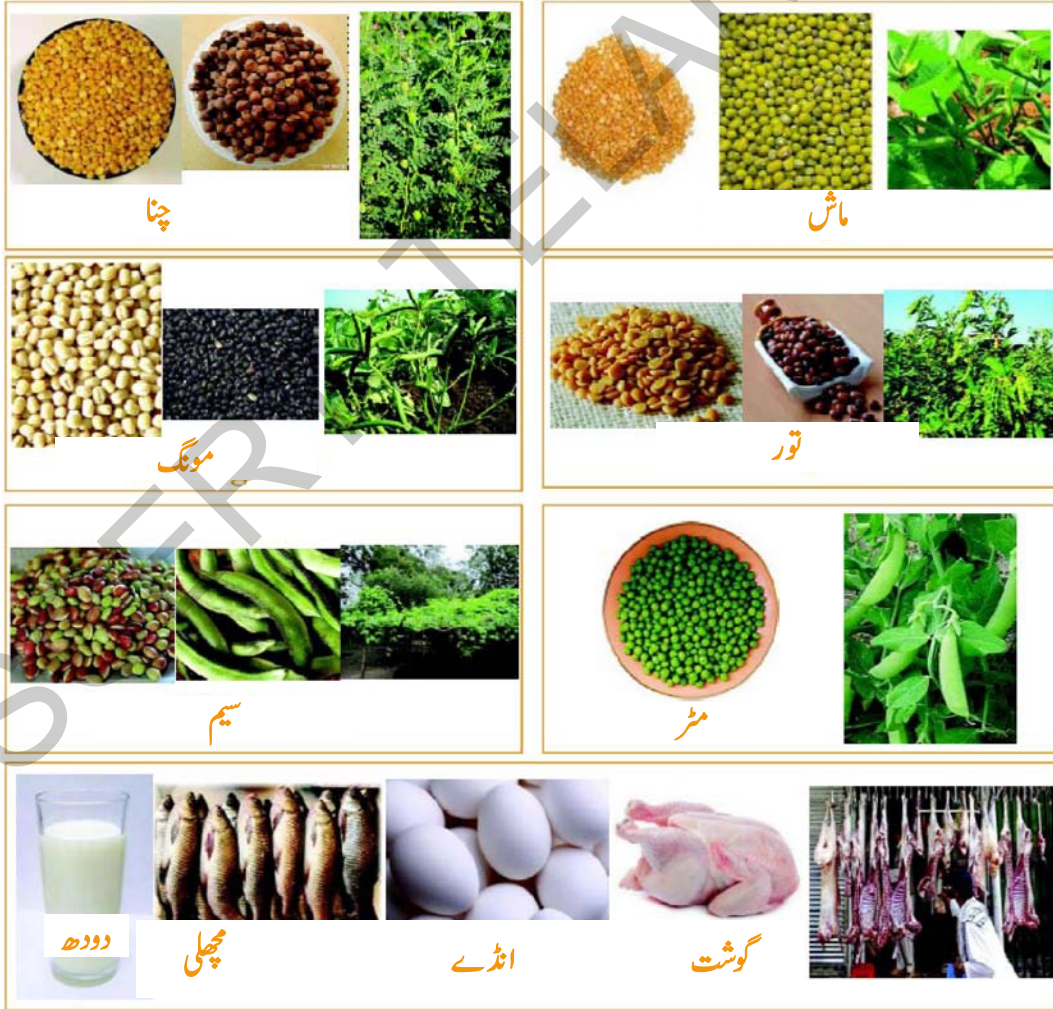 چنا
ماش
مونگ
تور
سیم
مٹر
دودھ
مچھلی
انڈے
گوشت